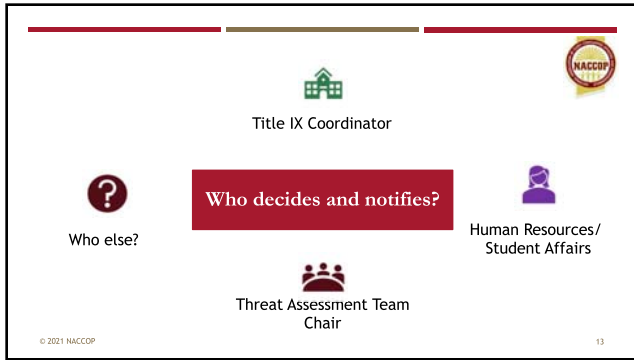 NACCOP
Title IX Coordinator
Who decides and notifies?
?
Who else?
Human Resources/
Student Affairs
Threat Assessment Team
Chair
© 2021 NACCOP
13